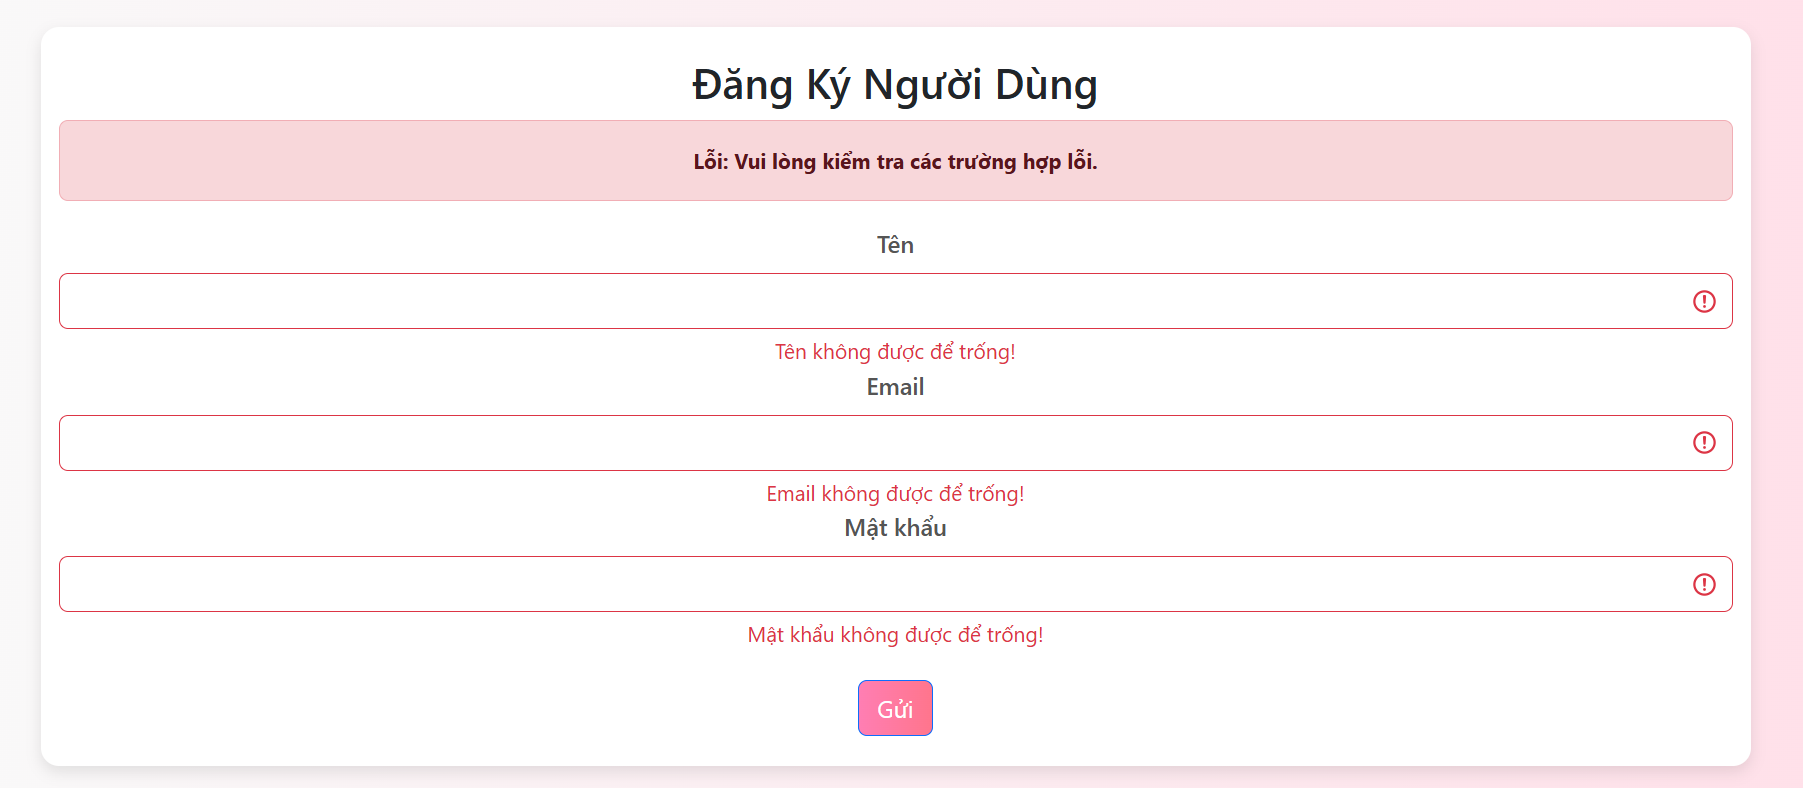 Đăng Ký Người Dùng
Lỗi: Vui lòng kiểm tra các trường hợp lỗi.
Tên
Tên không được để trống!
Email
Email không được để trống!
Mật khẩu
Mật khẩu không được để trống!
Gửi